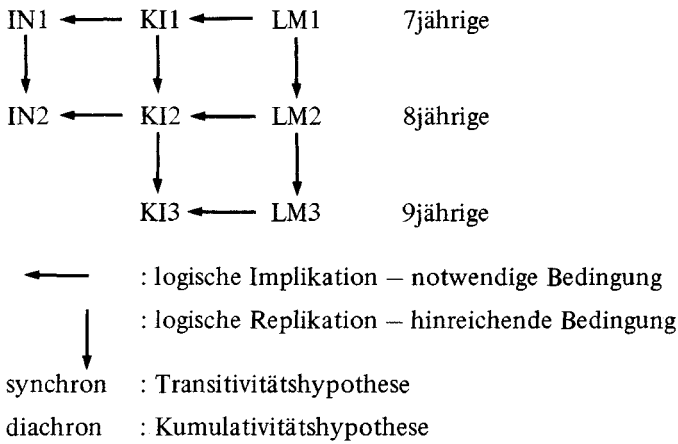 IN1 KI1 LM1 7jährige
IN2 KI2 LM2 8jährige
KI3 LM3 9jährige
: logische Implikation – notwendige Bedingung
: logische Replikation – hinreichende Bedingung
synchron : Transitivitätshypothese
diachron : Kumulativitätshypothese